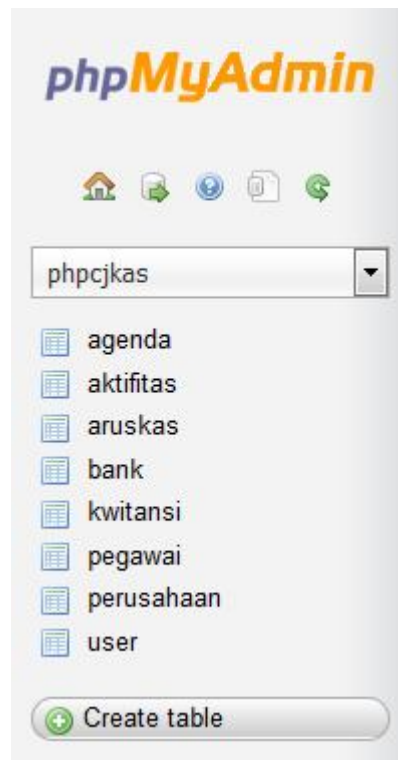 phpMyAdmin
phpcjkas
agenda
aktifitas
aruskas
bank
kwitansi
pegawai
perusahaan
user
Create table